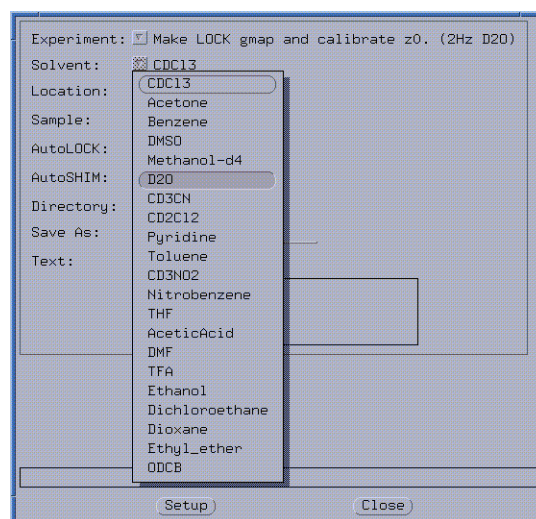 Experiment: Make LOCK gmap and calibrate z0. (2Hz D2O)
Solvent: CDCl3
Location:
Sample:
AutoLOCK:
AutoSHIM:
Directory:
Save As:
Text:
CDCl3
Acetone
Benzene
DMSO
Methanol-d4
D2O
CD3CN
CD2Cl2
Pyridine
Toluene
CD3NO2
Nitrobenzene
THF
AceticAcid
DMF
TFA
Ethanol
Dichloroethane
Dioxane
Ethyl_ether
ODCB
Setup Close